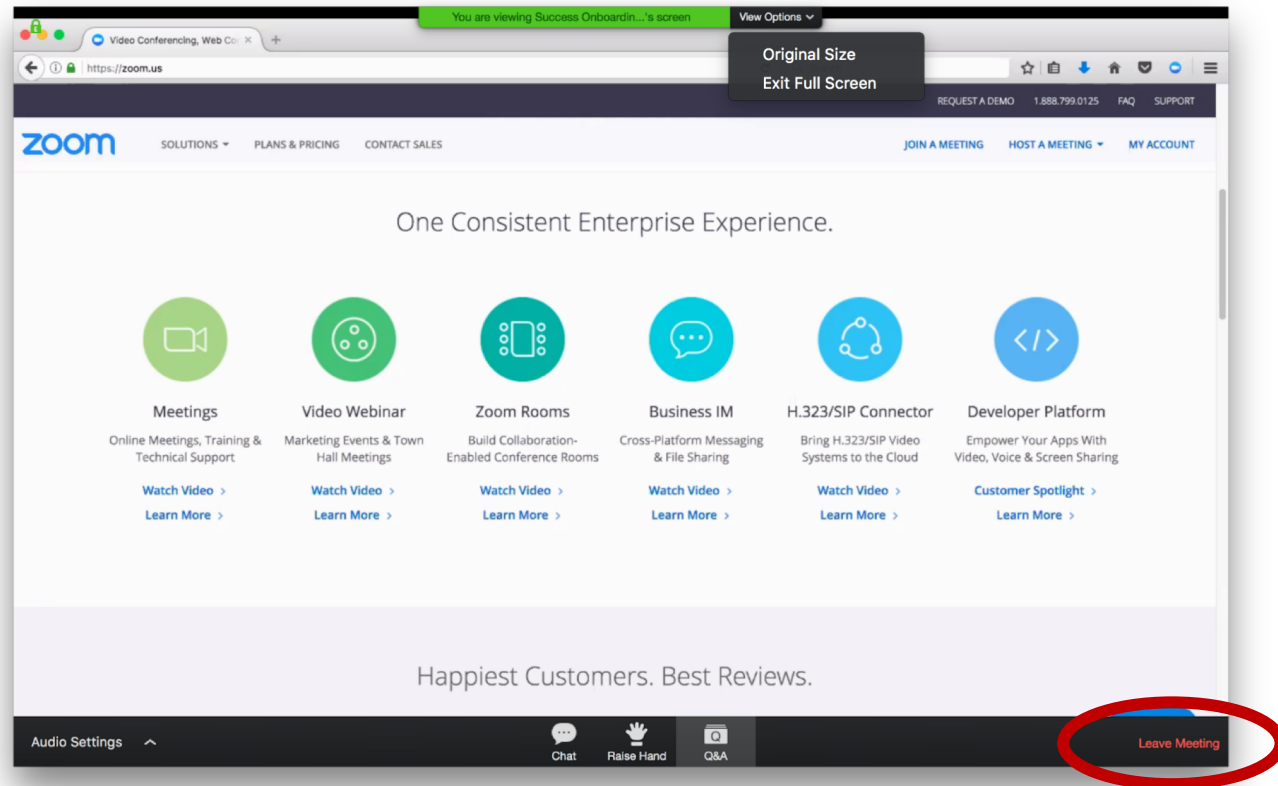 You are viewing Success Onboardin...'s screen View Options
Original Size
Exit Full Screen
Video Conferencing, Web Co
https://zoom.us
REQUEST A DEMO 1.888.799.0125 FAQ SUPPORT
zoom SOLUTIONS PLANS & PRICING CONTACT SALES JOIN A MEETING HOST A MEETING MY ACCOUNT
One Consistent Enterprise Experience.
Meetings Video Webinar Zoom Rooms Business IM H.323/SIP Connector Developer Platform
Online Meetings, Training & Marketing Events & Town Build Collaboration- Cross-Platform Messaging Bring H.323/SIP Video Empower Your Apps With
Technical Support Hall Meetings Enabled Conference Rooms & File Sharing Systems to the Cloud Video, Voice & Screen Sharing
Watch Video > Watch Video > Watch Video > Watch Video > Watch Video > Customer Spotlight >
Learn More > Learn More > Learn More > Learn More > Learn More > Learn More >
Happiest Customers. Best Reviews.
Audio Settings Chat Raise Hand Q&A Leave Meeting